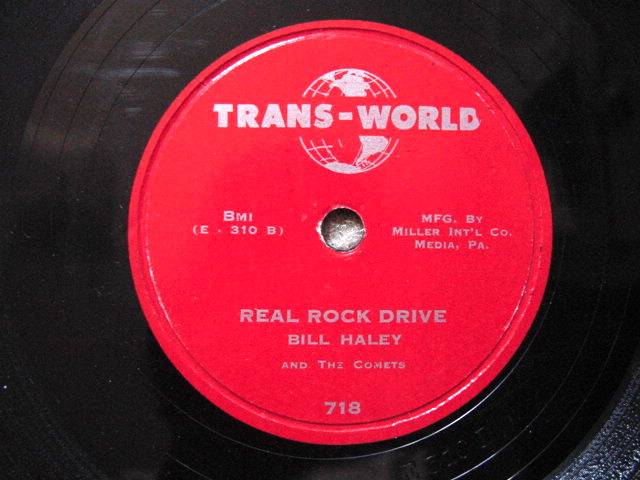 TRANS-WORLD
BMI
(E - 310 B)
MFG. BY
MILLER INT'L CO.
MEDIA, PA.
REAL ROCK DRIVE
BILL HALEY
AND THE COMETS
718